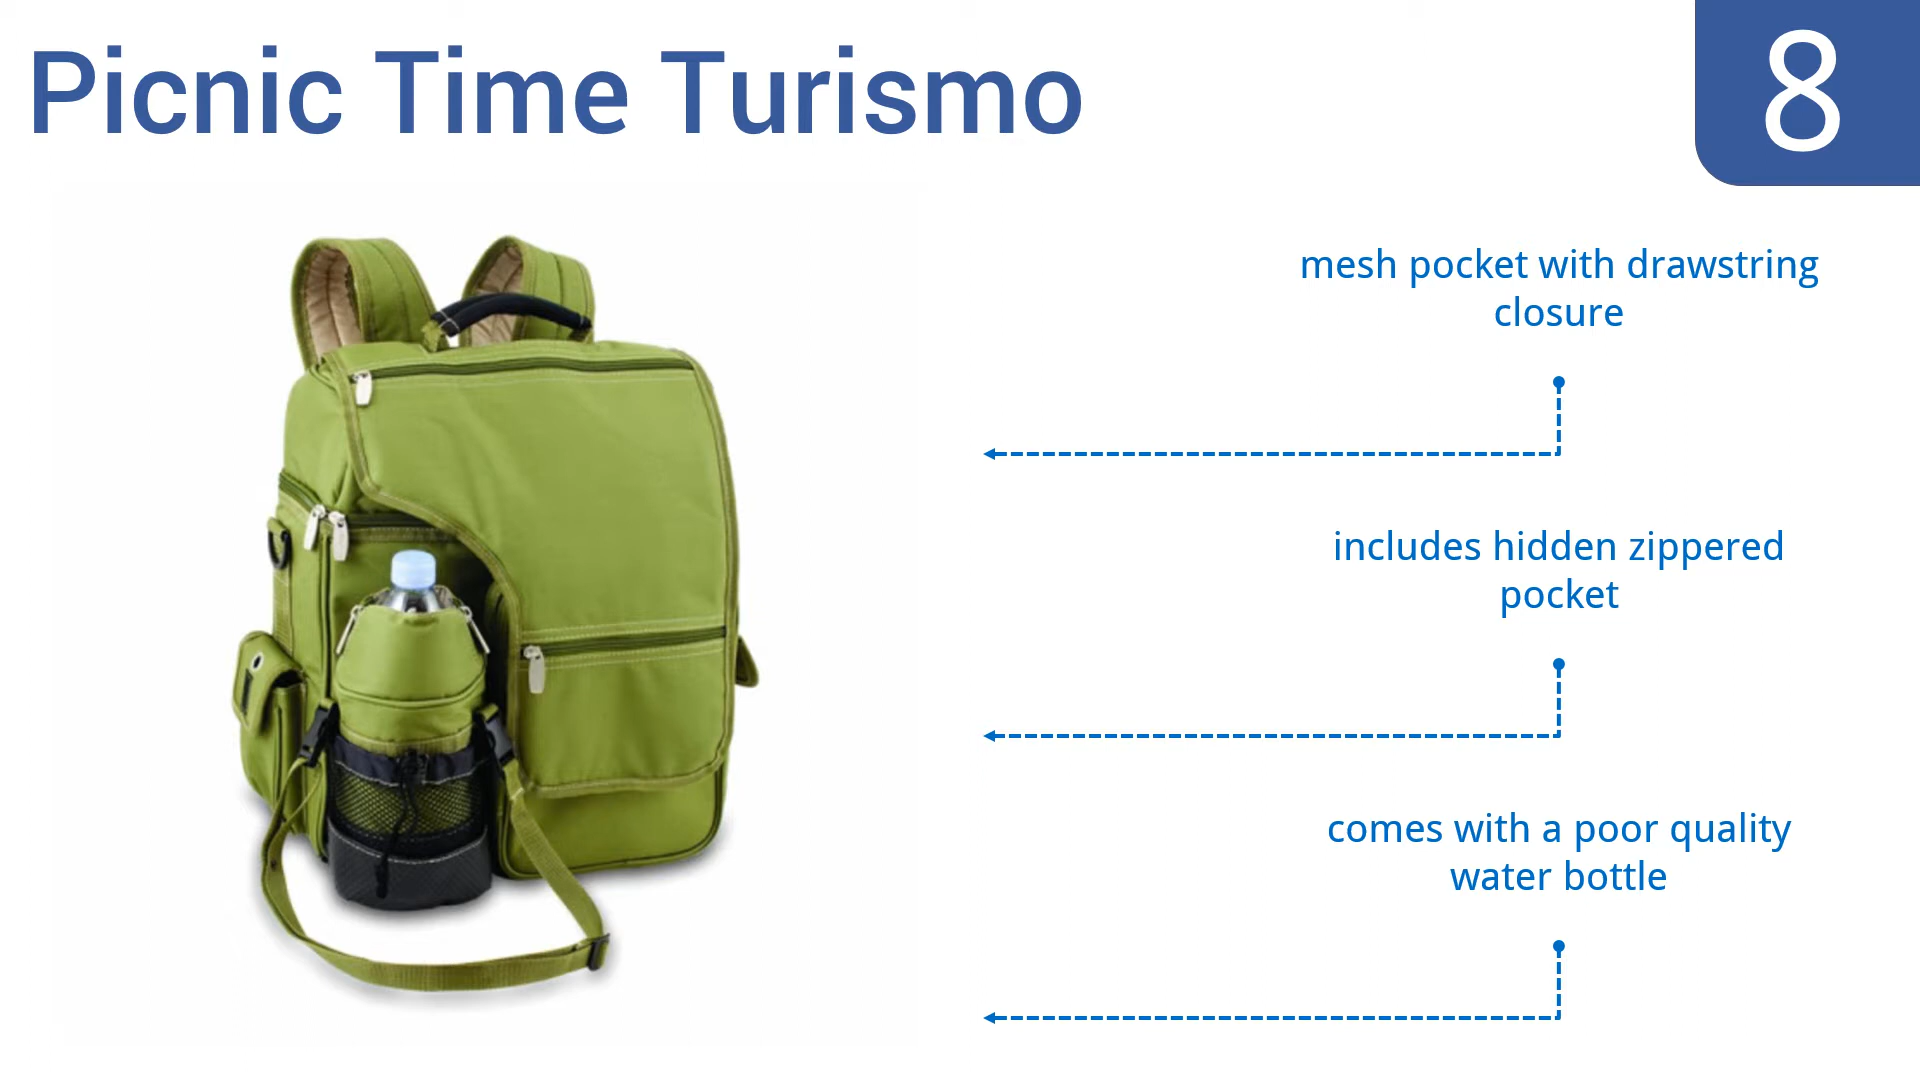 Picnic Time Turismo
8
mesh pocket with drawstring
closure
includes hidden zippered
pocket
comes with a poor quality
water bottle